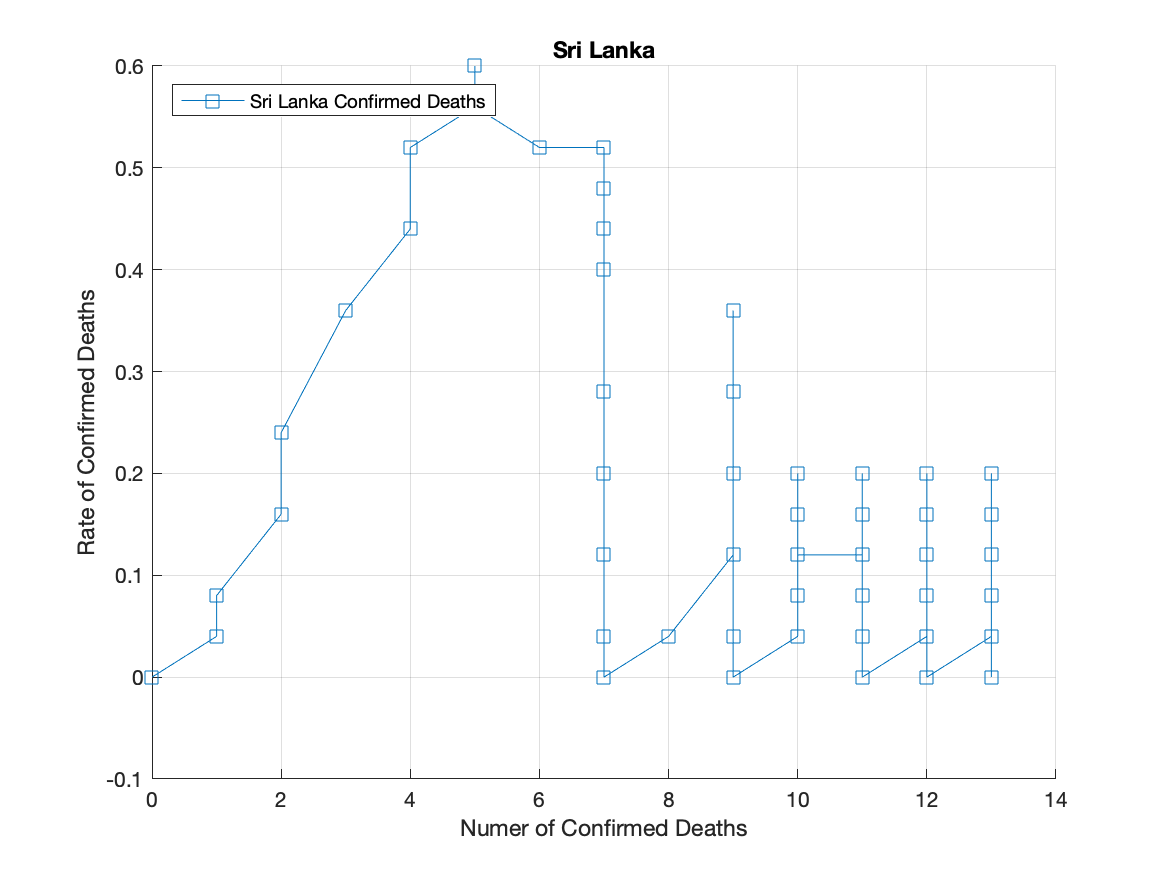 Sri Lanka
0.6
Sri Lanka Confirmed Deaths
0.5
0.4
0.3
0.2
0.1
0
-0.1
Rate of Confirmed Deaths
0 2 4 6 8 10 12 14
Numer of Confirmed Deaths